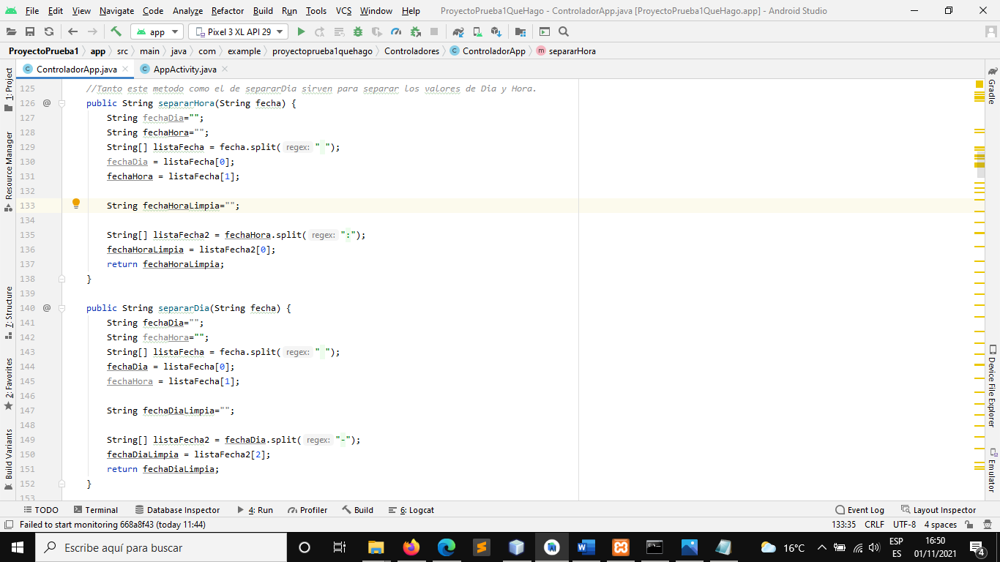 File Edit View Navigate Code Analyze Refactor Build Run Tools VCS Window Help ProyectoPrueba1QueHago - ControladorApp.java [ProyectoPrueba1QueHago.app] - Android Studio
app Pixel 3 XL API 29
ProyectoPrueba1 app src main java com example proyectoprueba1quehago Controladores ControladorApp separarHora
ControladorApp.java AppActivity.java
1: Project
Resource Manager
7: Structure
2: Favorites
Build Variants
125 //Tanto este metodo como el de separarDia sirven para separar los valores de Dia y Hora.
126 @ public String separarHora(String fecha) {
127 String fechaDia="";
128 String fechaHora="";
129 String[] listaFecha = fecha.split( regex: " ");
130 fechaDia = listaFecha[0];
131 fechaHora = listaFecha[1];
132
133 String fechaHoraLimpia="";
134
135 String[] listaFecha2 = fechaHora.split( regex: ":");
136 fechaHoraLimpia = listaFecha2[0];
137 return fechaHoraLimpia;
138 }
139
140 @ public String separarDia(String fecha) {
141 String fechaDia="";
142 String fechaHora="";
143 String[] listaFecha = fecha.split( regex: " ");
144 fechaDia = listaFecha[0];
145 fechaHora = listaFecha[1];
146
147 String fechaDiaLimpia="";
148
149 String[] listaFecha2 = fechaDia.split( regex: "-");
150 fechaDiaLimpia = listaFecha2[2];
151 return fechaDiaLimpia;
152 }
153
Gradle
Device File Explorer
Emulator
TODO Terminal Database Inspector 4: Run Profiler Build 6: Logcat Event Log Layout Inspector
Failed to start monitoring 668a8f43 (today 11:44) 133:35 CRLF UTF-8 4 spaces
Escribe aquí para buscar 16°C ESP 16:50
ES 01/11/2021 4